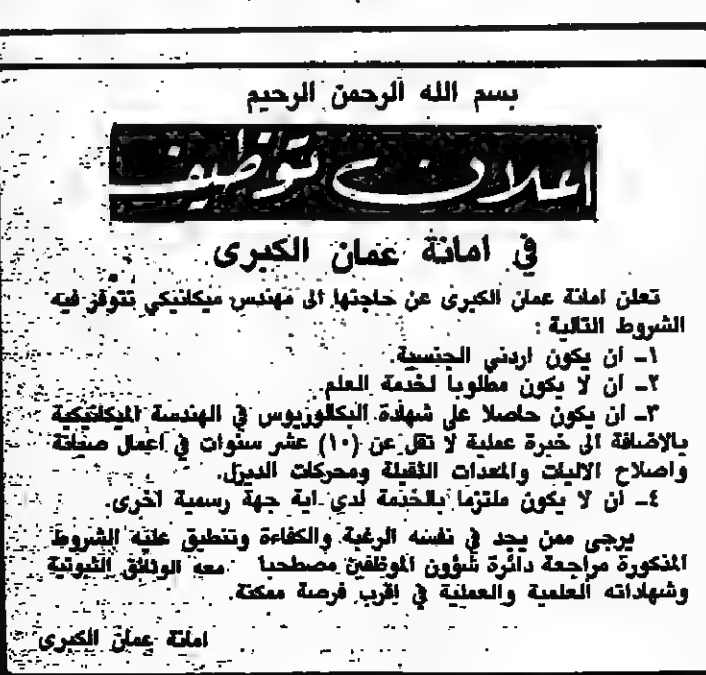 بسم الله الرحمن الرحيم
اعلان توظيف
في امانة عمان الكبرى
تعلن امانة عمان الكبرى عن حاجتها الى مهندس ميكانيكي تتوفر فيه
الشروط التالية :
١ـ ان يكون اردني الجنسية.
٢ـ ان لا يكون مطلوبا لخدمة العلم.
٣ـ ان يكون حاصلا على شهادة البكالوريوس في الهندسة الميكانيكية
بالاضافة الى خبرة عملية لا تقل عن (١٠) عشر سنوات في اعمال صيانة
واصلاح الاليات والمعدات الثقيلة ومحركات الديزل.
٤ـ ان لا يكون ملتزما بالخدمة لدى اية جهة رسمية اخرى.
يرجى ممن يجد في نفسه الرغبة والكفاءة وتنطبق عليه الشروط
المذكورة مراجعة دائرة شؤون الموظفين مصطحبا معه الوثائق الثبوتية
وشهاداته العلمية والعملية في اقرب فرصة ممكنة.
امانة عمان الكبرى